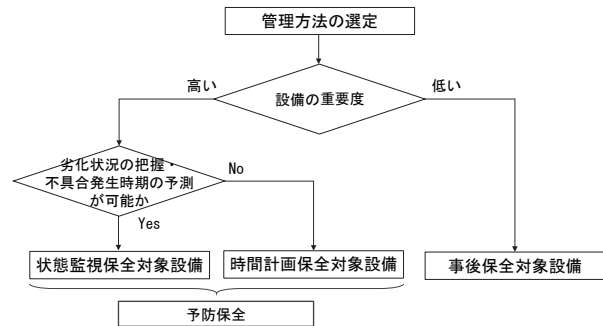 管理方法の選定
高い
設備の重要度
低い
劣化状況の把握・
不具合発生時期の予測
が可能か
No
Yes
状態監視保全対象設備
時間計画保全対象設備
事後保全対象設備
予防保全